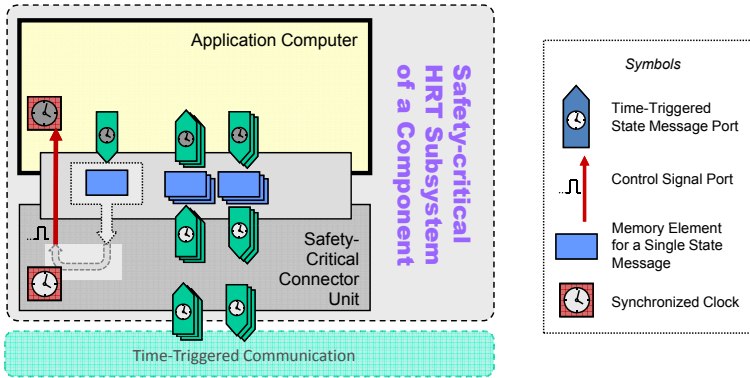 Application Computer
Safety-critical
HRT Subsystem
of a Component
Safety-
Critical
Connector
Unit
Time-Triggered Communication
Symbols
Time-Triggered
State Message Port
Control Signal Port
Memory Element
for a Single State
Message
Synchronized Clock